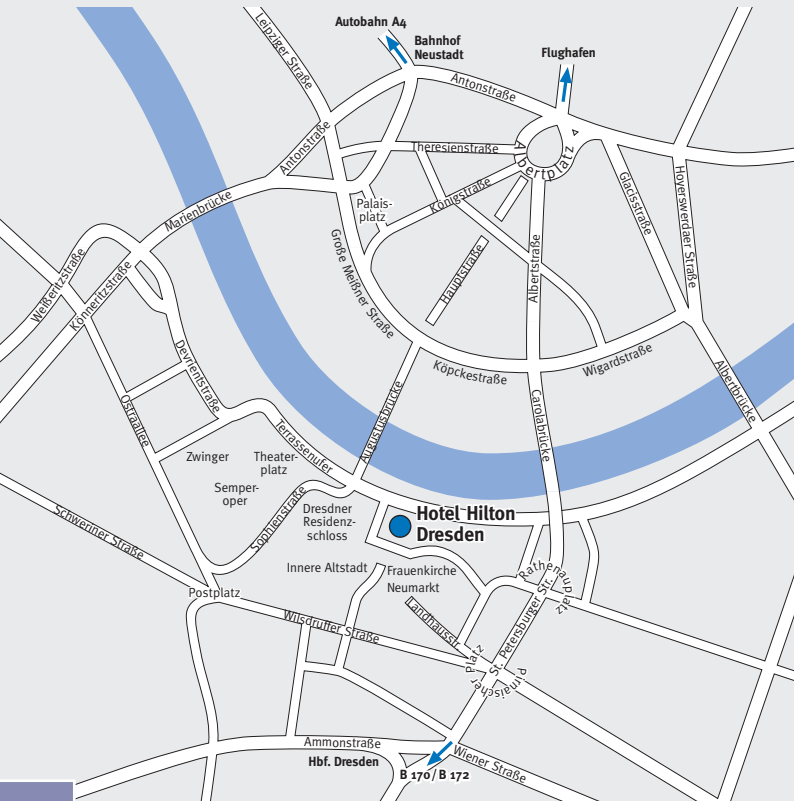 Autobahn A4
Bahnhof
Neustadt
Flughafen
Leipziger Straße
Antonstraße
Antonstraße
Theresienstraße
Albertplatz
Königstraße
Palais-
platz
Marienbrücke
Große Meißner Straße
Hauptstraße
Albertstraße
Glacisstraße
Hoyerswerdaer Straße
Weißeritzstraße
Könneritzstraße
Devrientstraße
Ostraallee
Köpckestraße
Wigardstraße
Albertbrücke
Augustusbrücke
Carolabrücke
Terrassenufer
Zwinger
Theater-
platz
Semper-
oper
Sophienstraße
Dresdner
Residenz-
schloss
Hotel Hilton
Dresden
Schweriner Straße
Innere Altstadt
Frauenkirche
Neumarkt
Rathenauplatz
Postplatz
Landhausstr.
St. Petersburger Str.
Wilsdruffer Straße
Pirnaischer Platz
Ammonstraße
Hbf. Dresden
Wiener Straße
B 170/B 172